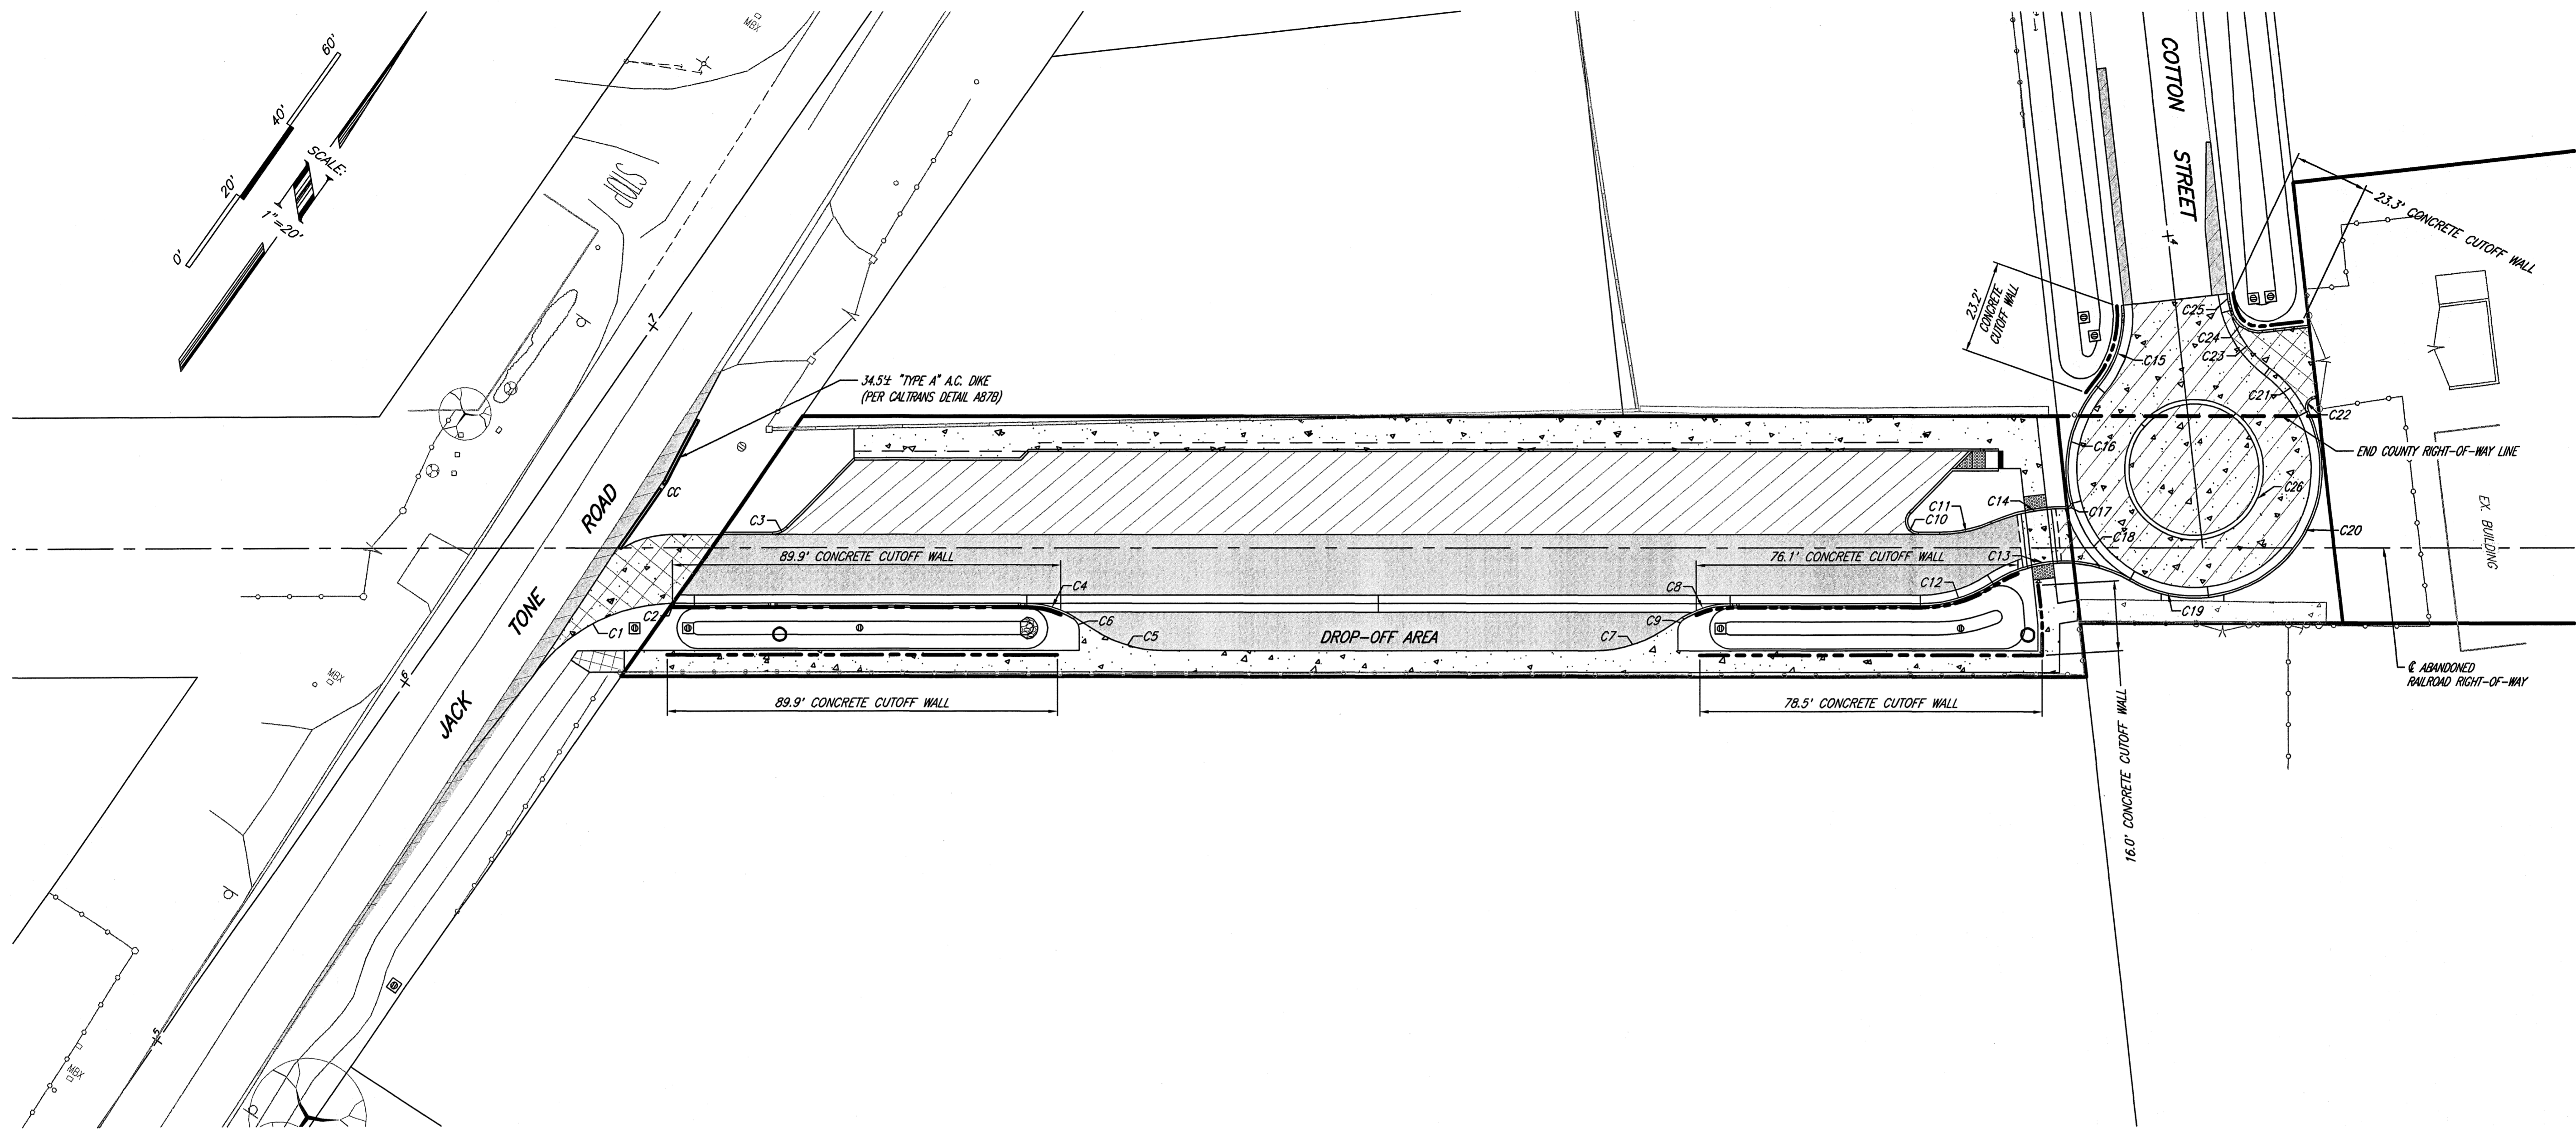 60'
40'
20'
0'
SCALE:
1"=20'
MBX
STOP
7
34.5'± "TYPE A" A.C. DIKE
(PER CALTRANS DETAIL A87B)
CC
JACK TONE ROAD
6
5
MBX
MBX
C1
C2
C3
89.9' CONCRETE CUTOFF WALL
C4
C6
C5
89.9' CONCRETE CUTOFF WALL
DROP-OFF AREA
C7
C8
C9
76.1' CONCRETE CUTOFF WALL
78.5' CONCRETE CUTOFF WALL
C10
C11
C12
C13
C14
16.0' CONCRETE CUTOFF WALL
COTTON STREET
4
23.2'
CONCRETE
CUTOFF WALL
23.3' CONCRETE CUTOFF WALL
C25
C24
C23
C15
C21
C22
C16
END COUNTY RIGHT-OF-WAY LINE
C26
C17
C18
C20
C19
EX. BUILDING
℄ ABANDONED
RAILROAD RIGHT-OF-WAY